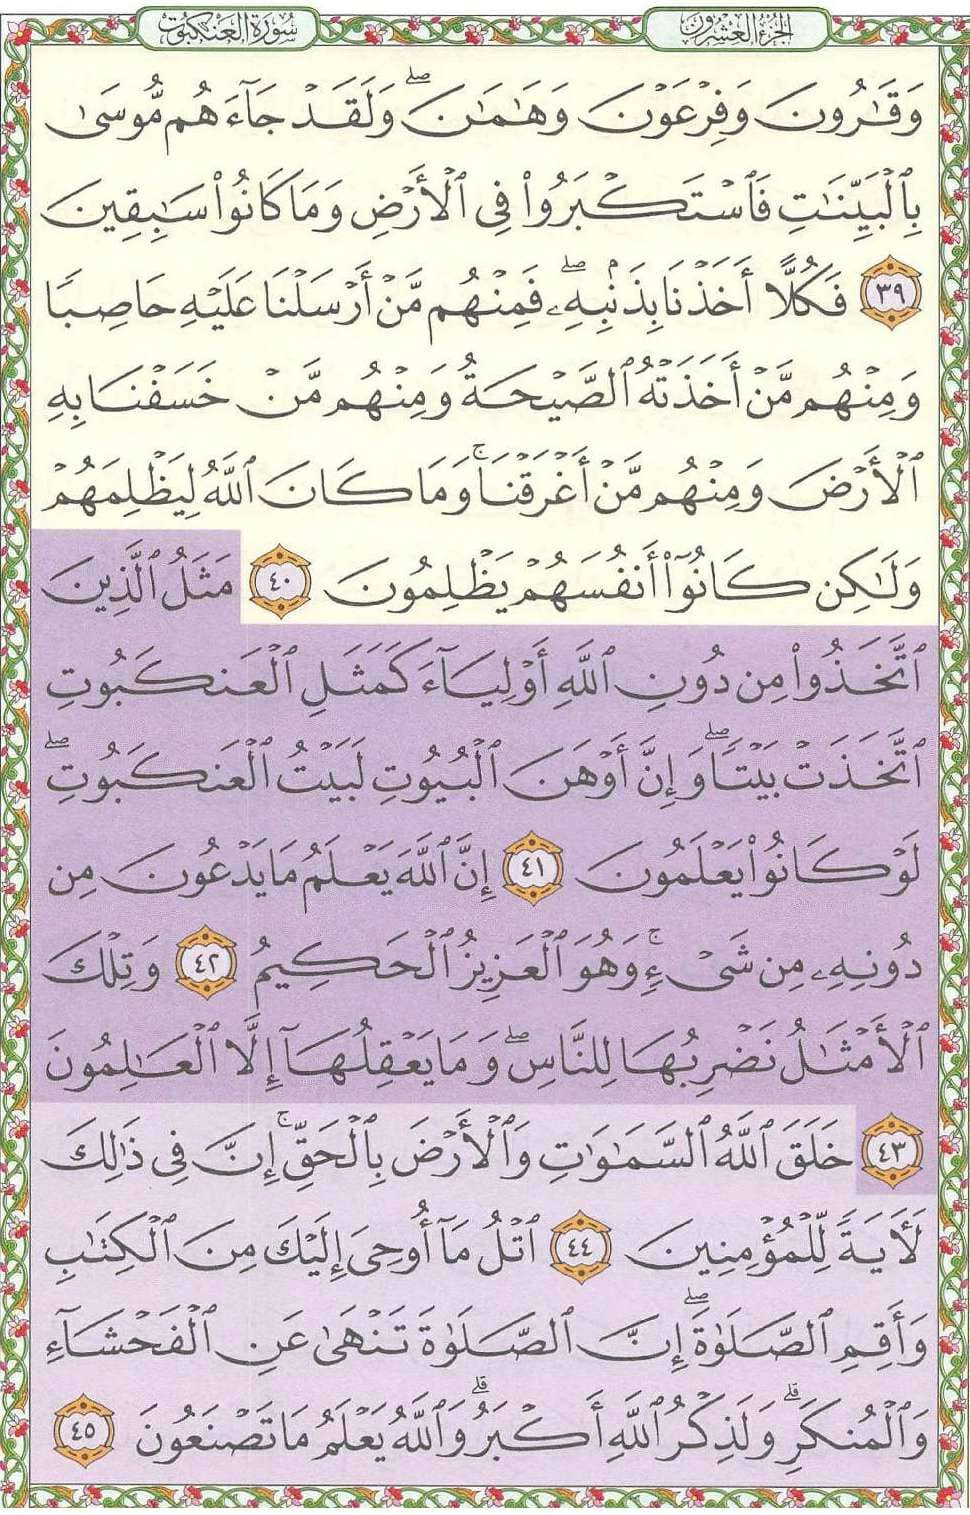 الجزء العشرون
سورة العنكبوت
وَقَٰرُونَ وَفِرْعَوْنَ وَهَٰمَٰنَۖ وَلَقَدْ جَآءَهُم مُّوسَىٰ
بِٱلْبَيِّنَٰتِ فَٱسْتَكْبَرُوا۟ فِى ٱلْأَرْضِ وَمَا كَانُوا۟ سَٰبِقِينَ
٣٩ فَكُلًّا أَخَذْنَا بِذَنۢبِهِۦۖ فَمِنْهُم مَّنْ أَرْسَلْنَا عَلَيْهِ حَاصِبًا
وَمِنْهُم مَّنْ أَخَذَتْهُ ٱلصَّيْحَةُ وَمِنْهُم مَّنْ خَسَفْنَا بِهِ
ٱلْأَرْضَ وَمِنْهُم مَّنْ أَغْرَقْنَاۚ وَمَا كَانَ ٱللَّهُ لِيَظْلِمَهُمْ
وَلَٰكِن كَانُوٓا۟ أَنفُسَهُمْ يَظْلِمُونَ ٤٠ مَثَلُ ٱلَّذِينَ
ٱتَّخَذُوا۟ مِن دُونِ ٱللَّهِ أَوْلِيَآءَ كَمَثَلِ ٱلْعَنكَبُوتِ
ٱتَّخَذَتْ بَيْتًاۖ وَإِنَّ أَوْهَنَ ٱلْبُيُوتِ لَبَيْتُ ٱلْعَنكَبُوتِۖ
لَوْ كَانُوا۟ يَعْلَمُونَ ٤١ إِنَّ ٱللَّهَ يَعْلَمُ مَا يَدْعُونَ مِن
دُونِهِۦ مِن شَىْءٍۚ وَهُوَ ٱلْعَزِيزُ ٱلْحَكِيمُ ٤٢ وَتِلْكَ
ٱلْأَمْثَٰلُ نَضْرِبُهَا لِلنَّاسِۖ وَمَا يَعْقِلُهَآ إِلَّا ٱلْعَٰلِمُونَ
٤٣ خَلَقَ ٱللَّهُ ٱلسَّمَٰوَٰتِ وَٱلْأَرْضَ بِٱلْحَقِّۚ إِنَّ فِى ذَٰلِكَ
لَءَايَةً لِّلْمُؤْمِنِينَ ٤٤ ٱتْلُ مَآ أُوحِىَ إِلَيْكَ مِنَ ٱلْكِتَٰبِ
وَأَقِمِ ٱلصَّلَوٰةَۖ إِنَّ ٱلصَّلَوٰةَ تَنْهَىٰ عَنِ ٱلْفَحْشَآءِ
وَٱلْمُنكَرِۗ وَلَذِكْرُ ٱللَّهِ أَكْبَرُۗ وَٱللَّهُ يَعْلَمُ مَا تَصْنَعُونَ ٤٥